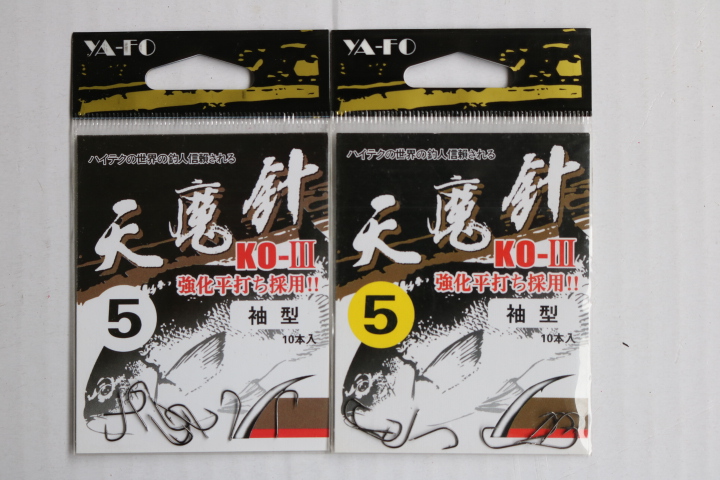 YA-FO
ハイテクの世界の釣人信頼される
天魔針
KO-III
強化平打ち採用!!
5
袖型
10本入
YA-FO
ハイテクの世界の釣人信頼される
天魔針
KO-III
強化平打ち採用!!
5
袖型
10本入